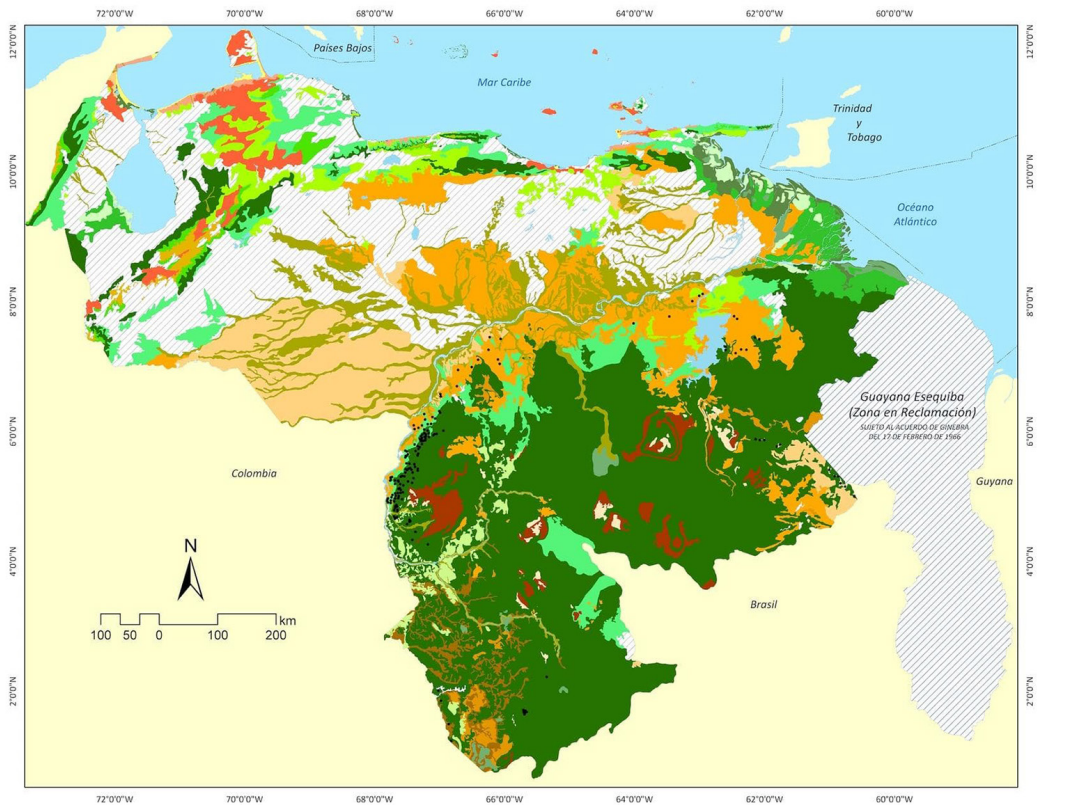 72°0'0"W 70°0'0"W 68°0'0"W 66°0'0"W 64°0'0"W 62°0'0"W 60°0'0"W
12°0'0"N
12°0'0"N
Países Bajos
Mar Caribe
Trinidad
y
Tobago
10°0'0"N
10°0'0"N
Océano
Atlántico
8°0'0"N
8°0'0"N
Guayana Esequiba
(Zona en Reclamación)
SUJETO AL ACUERDO DE GINEBRA
DEL 17 DE FEBRERO DE 1966
6°0'0"N
6°0'0"N
Colombia
Guyana
N
4°0'0"N
4°0'0"N
Brasil
km
100 50 0 100 200
2°0'0"N
2°0'0"N
72°0'0"W 70°0'0"W 68°0'0"W 66°0'0"W 64°0'0"W 62°0'0"W 60°0'0"W